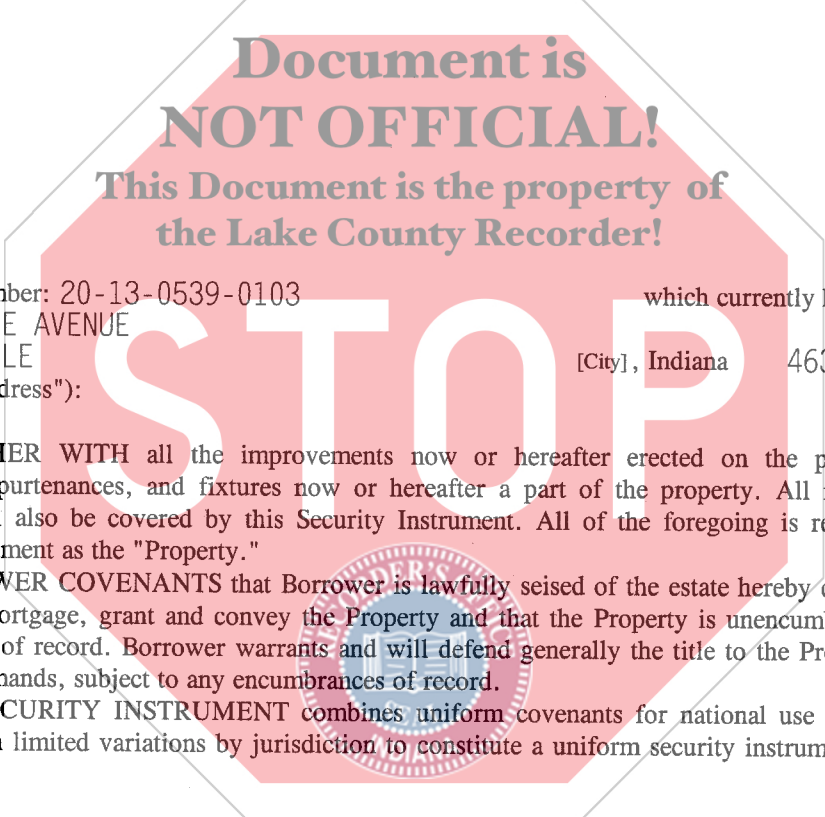 Document is
NOT OFFICIAL!
This Document is the property of
the Lake County Recorder!
nber: 20-13-0539-0103 which currently
E AVENUE
LE [City], Indiana 463
dress"):
STOP
IER WITH all the improvements now or hereafter erected on the p
purtenances, and fixtures now or hereafter a part of the property. All
also be covered by this Security Instrument. All of the foregoing is re
ment as the "Property."
WER COVENANTS that Borrower is lawfully seised of the estate hereby
ortgage, grant and convey the Property and that the Property is unencum
of record. Borrower warrants and will defend generally the title to the Pro
nands, subject to any encumbrances of record.
CURITY INSTRUMENT combines uniform covenants for national use
limited variations by jurisdiction to constitute a uniform security instrum
SEAL
INDIANA